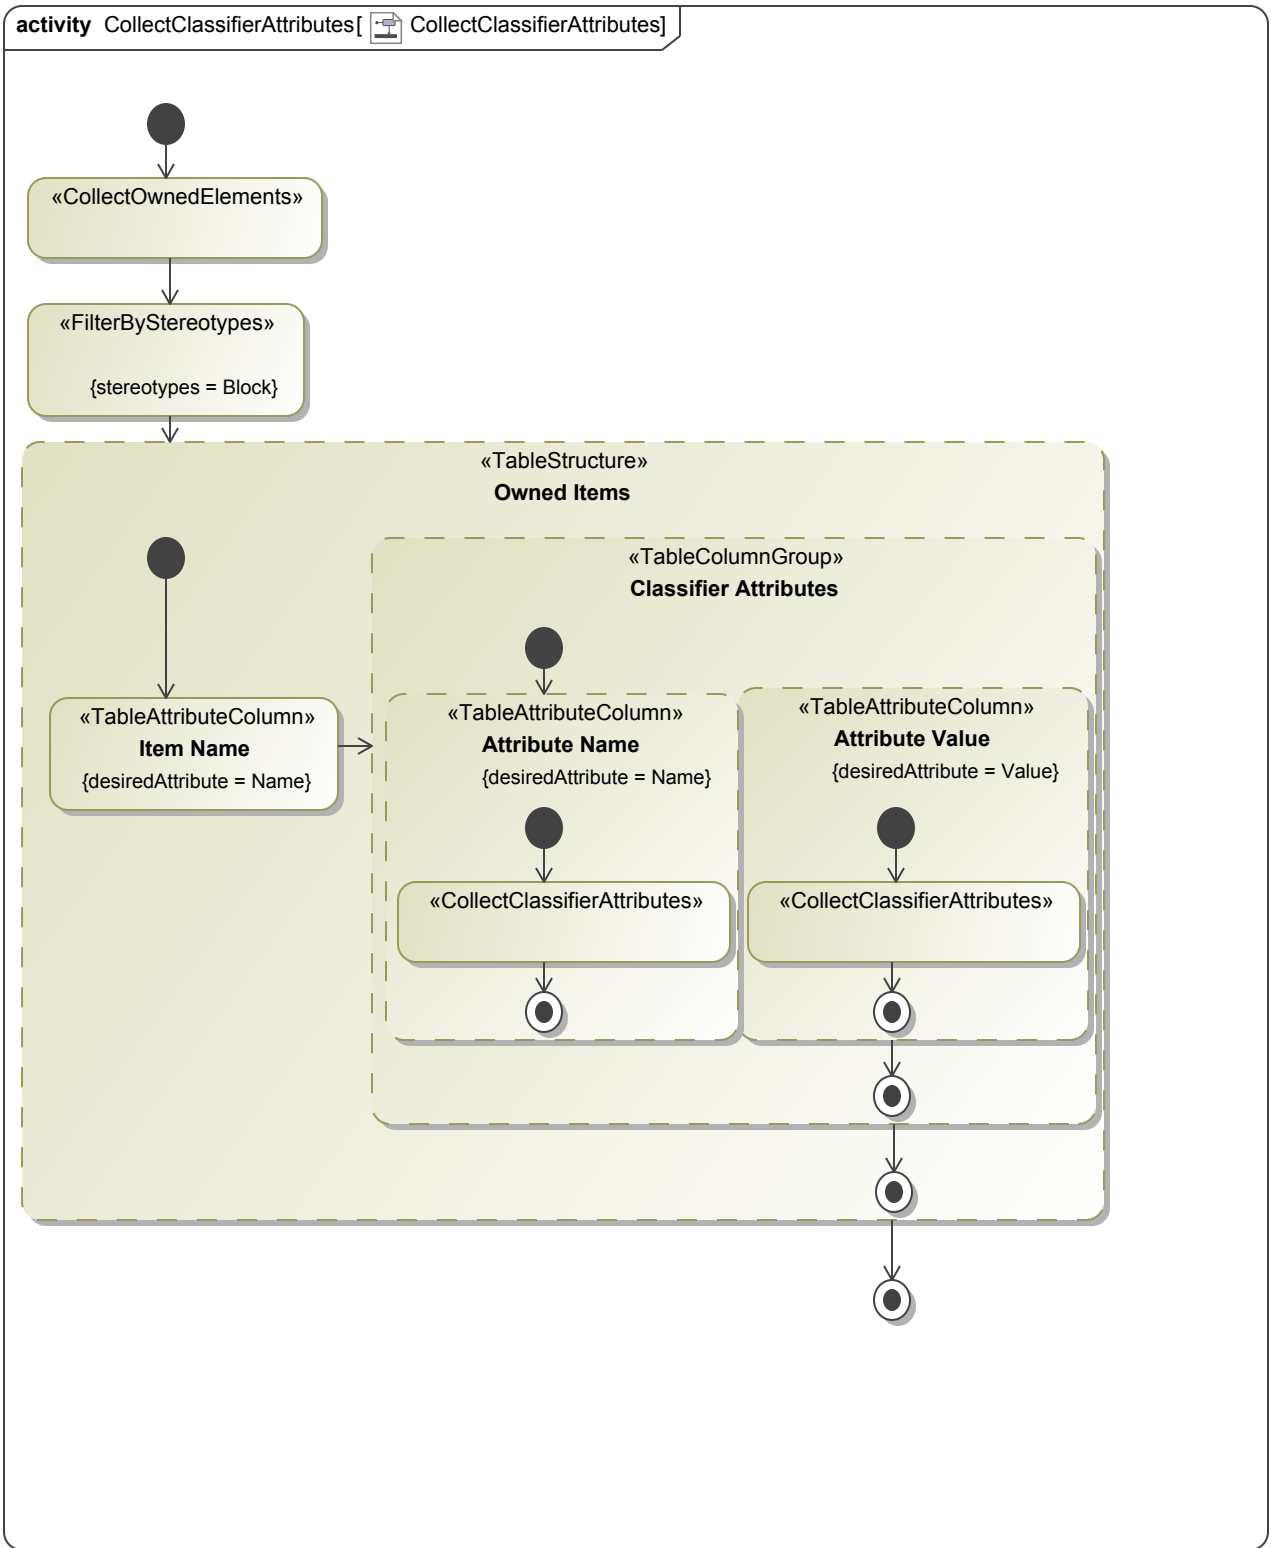 activity CollectClassifierAttributes[ CollectClassifierAttributes]
«CollectOwnedElements»
«FilterByStereotypes»
{stereotypes = Block}
«TableStructure»
Owned Items
«TableColumnGroup»
Classifier Attributes
«TableAttributeColumn»
Item Name
{desiredAttribute = Name}
«TableAttributeColumn»
Attribute Name
{desiredAttribute = Name}
«TableAttributeColumn»
Attribute Value
{desiredAttribute = Value}
«CollectClassifierAttributes»
«CollectClassifierAttributes»